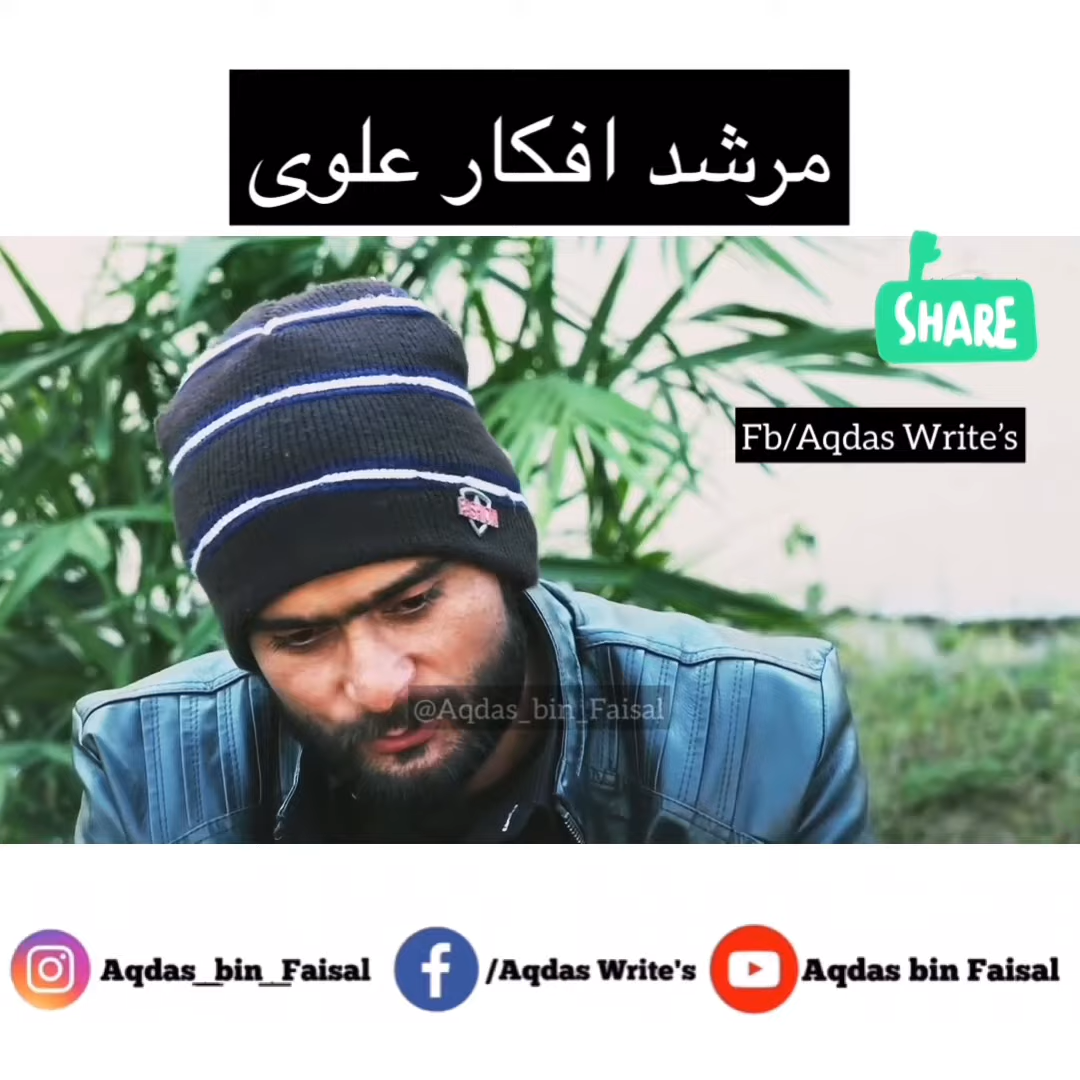 مرشد افکار علوی
SHARE
Fb/Aqdas Write’s
@Aqdas_bin_Faisal
Aqdas_bin_Faisal
/Aqdas Write's
Aqdas bin Faisal